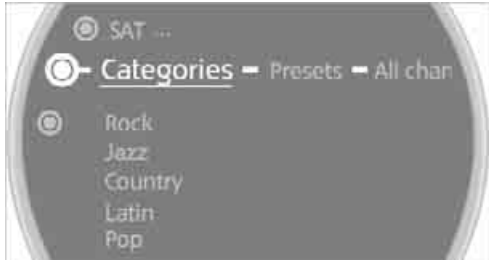 SAT ...
Categories - Presets - All chan
Rock
Jazz
Country
Latin
Pop